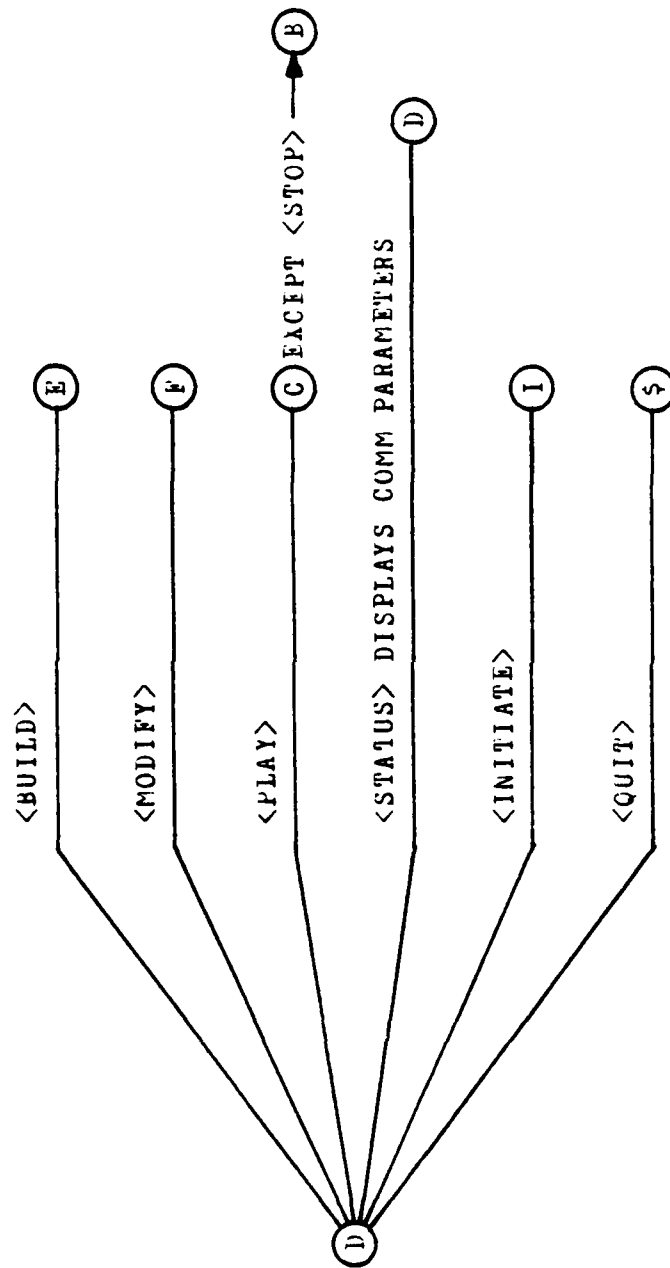 <BUILD>
E
<MODIFY>
F
<PLAY>
C EXCEPT <STOP> B
<STATUS> DISPLAYS COMM PARAMETERS
D
<INITIATE>
I
<QUIT>
$
D